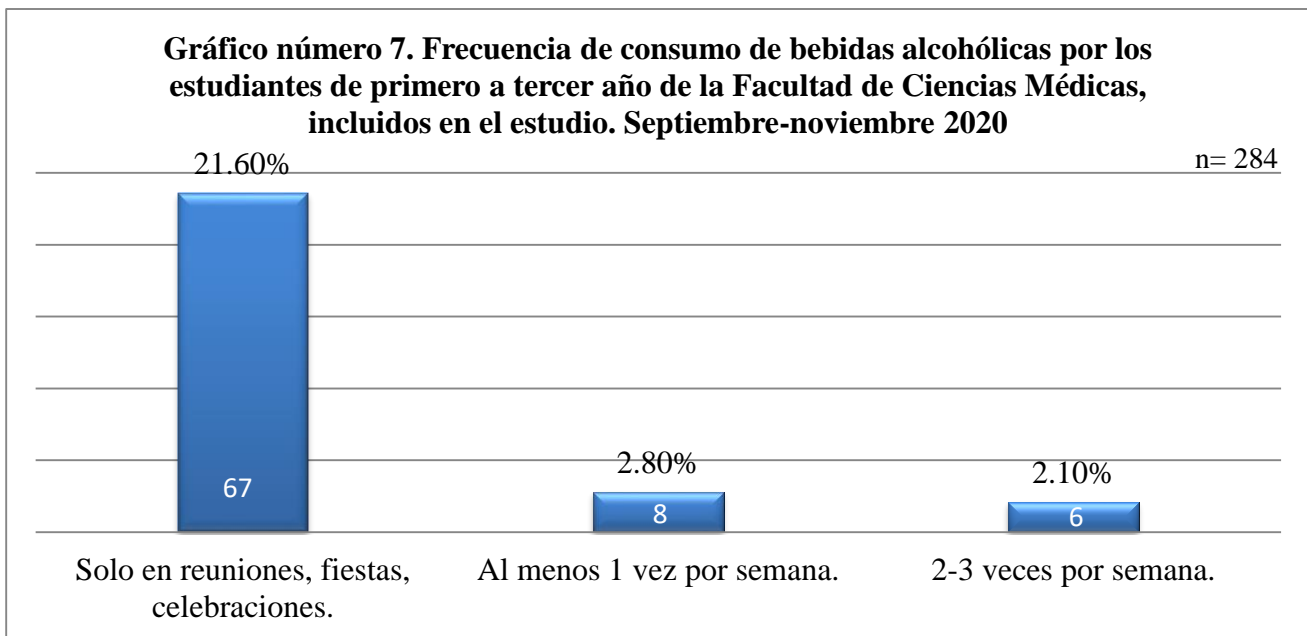 Gráfico número 7. Frecuencia de consumo de bebidas alcohólicas por los
estudiantes de primero a tercer año de la Facultad de Ciencias Médicas,
incluidos en el estudio. Septiembre-noviembre 2020
n= 284
21.60%
2.80%
2.10%
67
8
6
Solo en reuniones, fiestas,
celebraciones.
Al menos 1 vez por semana.
2-3 veces por semana.